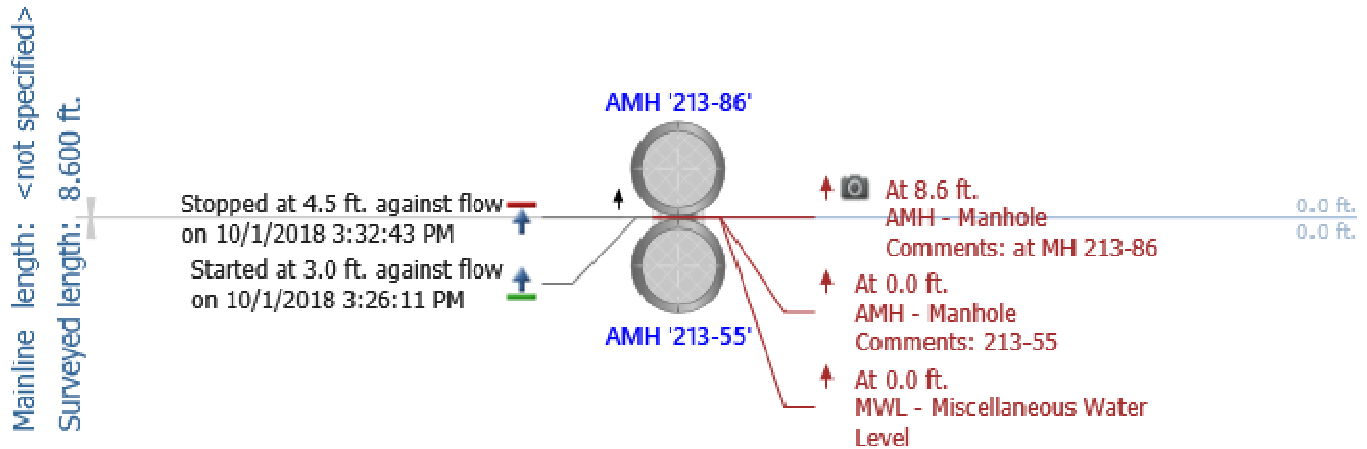 Mainline length: <not specified>
Surveyed length: 8.600 ft.
AMH '213-86'
Stopped at 4.5 ft. against flow
on 10/1/2018 3:32:43 PM
Started at 3.0 ft. against flow
on 10/1/2018 3:26:11 PM
AMH '213-55'
At 8.6 ft.
AMH - Manhole
Comments: at MH 213-86
At 0.0 ft.
AMH - Manhole
Comments: 213-55
At 0.0 ft.
MWL - Miscellaneous Water
Level
0.0 ft.
0.0 ft.